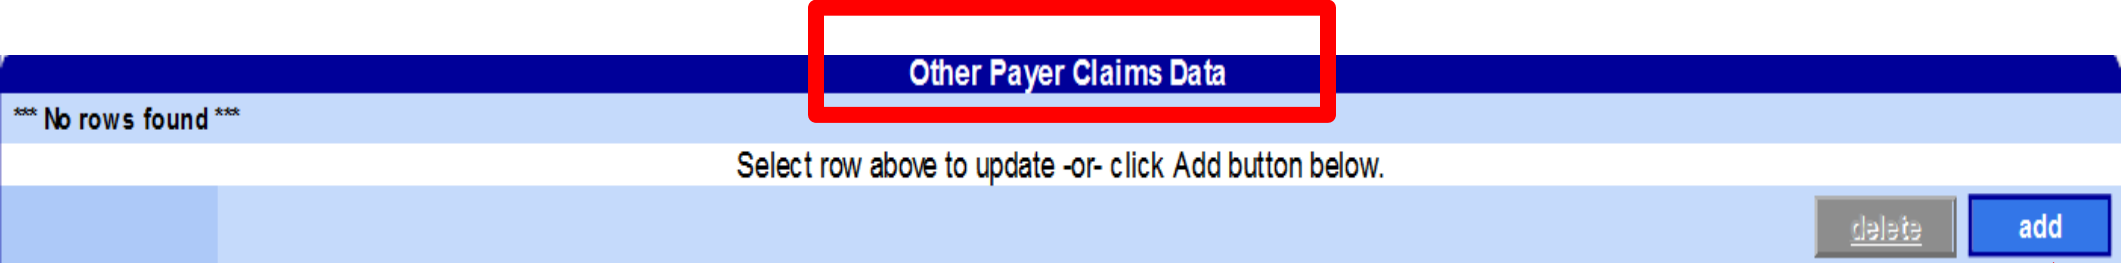 Other Payer Claims Data
*** No rows found ***
Select row above to update -or- click Add button below.
delete add